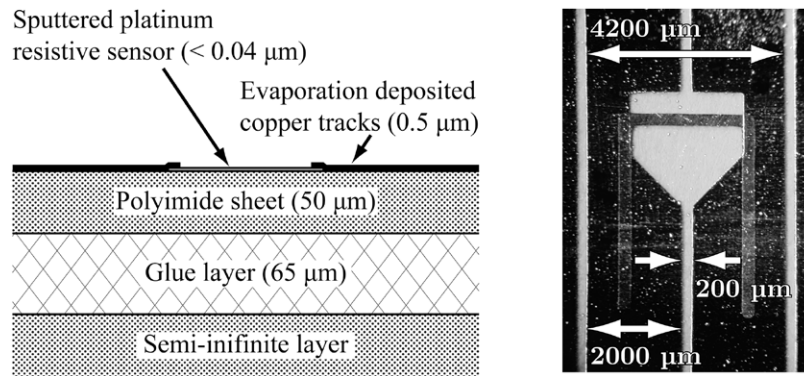 Sputtered platinum
resistive sensor (< 0.04 μm)
Evaporation deposited
copper tracks (0.5 μm)
Polyimide sheet (50 μm)
Glue layer (65 μm)
Semi-inifinite layer
4200 μm
200 μm
2000 μm